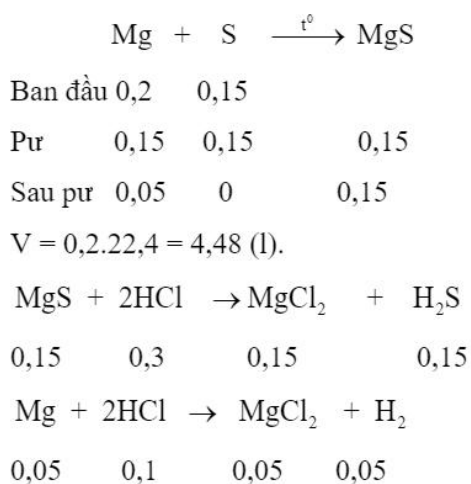 Mg + S —t⁰→ MgS
Ban đầu 0,2 0,15
Pư 0,15 0,15 0,15
Sau pư 0,05 0 0,15
V = 0,2.22,4 = 4,48 (l).
MgS + 2HCl → MgCl₂ + H₂S
0,15 0,3 0,15 0,15
Mg + 2HCl → MgCl₂ + H₂
0,05 0,1 0,05 0,05